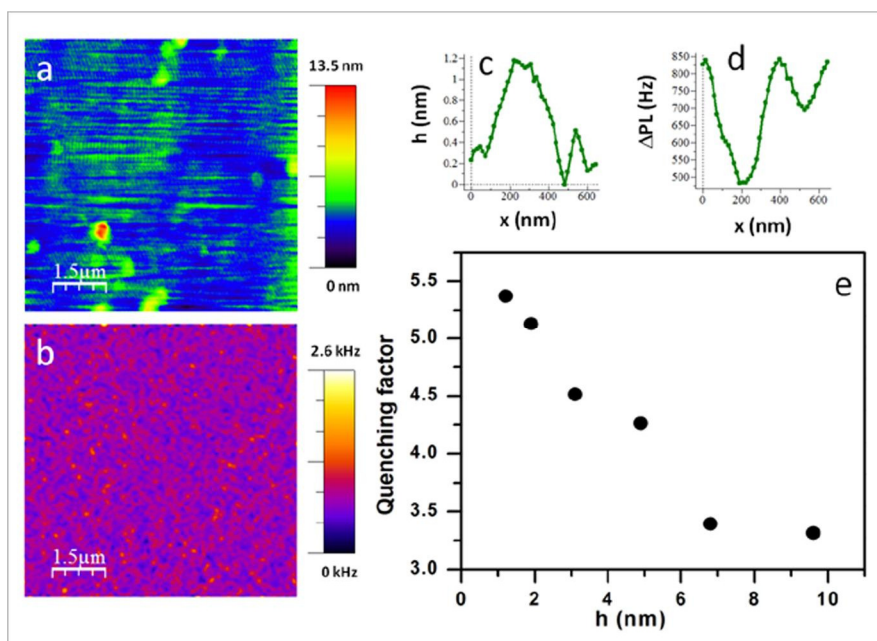 a
13.5 nm
0 nm
1.5µm
b
2.6 kHz
0 kHz
1.5µm
c
h (nm)
1.2
1
0.8
0.6
0.4
0.2
0
0 200 400 600
x (nm)
d
ΔPL (Hz)
850
800
750
700
650
600
550
500
0 200 400 600
x (nm)
e
Quenching factor
5.5
5.0
4.5
4.0
3.5
3.0
0 2 4 6 8 10
h (nm)